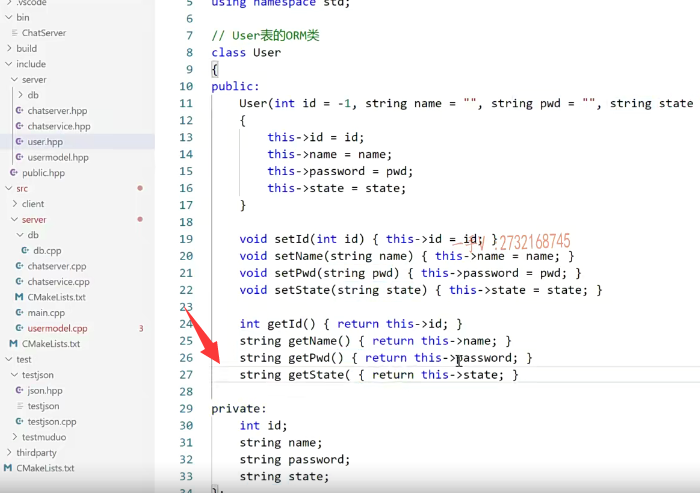 .vscode
bin
ChatServer
build
include
server
db
chatserver.hpp
chatservice.hpp
user.hpp
usermodel.hpp
public.hpp
src
client
server
db
db.cpp
chatserver.cpp
chatservice.cpp
CMakeLists.txt
main.cpp
usermodel.cpp 3
CMakeLists.txt
test
testjson
json.hpp
testjson
testjson.cpp
testmuduo
thirdparty
CMakeLists.txt
5 using namespace std;
6
7 // User表的ORM类
8 class User
9 {
10 public:
11 User(int id = -1, string name = "", string pwd = "", string state
12 {
13 this->id = id;
14 this->name = name;
15 this->password = pwd;
16 this->state = state;
17 }
18
19 void setId(int id) { this->id = id; }
20 void setName(string name) { this->name = name; }
21 void setPwd(string pwd) { this->password = pwd; }
22 void setState(string state) { this->state = state; }
23
24 int getId() { return this->id; }
25 string getName() { return this->name; }
26 string getPwd() { return this->password; }
27 string getState( { return this->state; }
28
29 private:
30 int id;
31 string name;
32 string password;
33 string state;
34 };
:2732168745